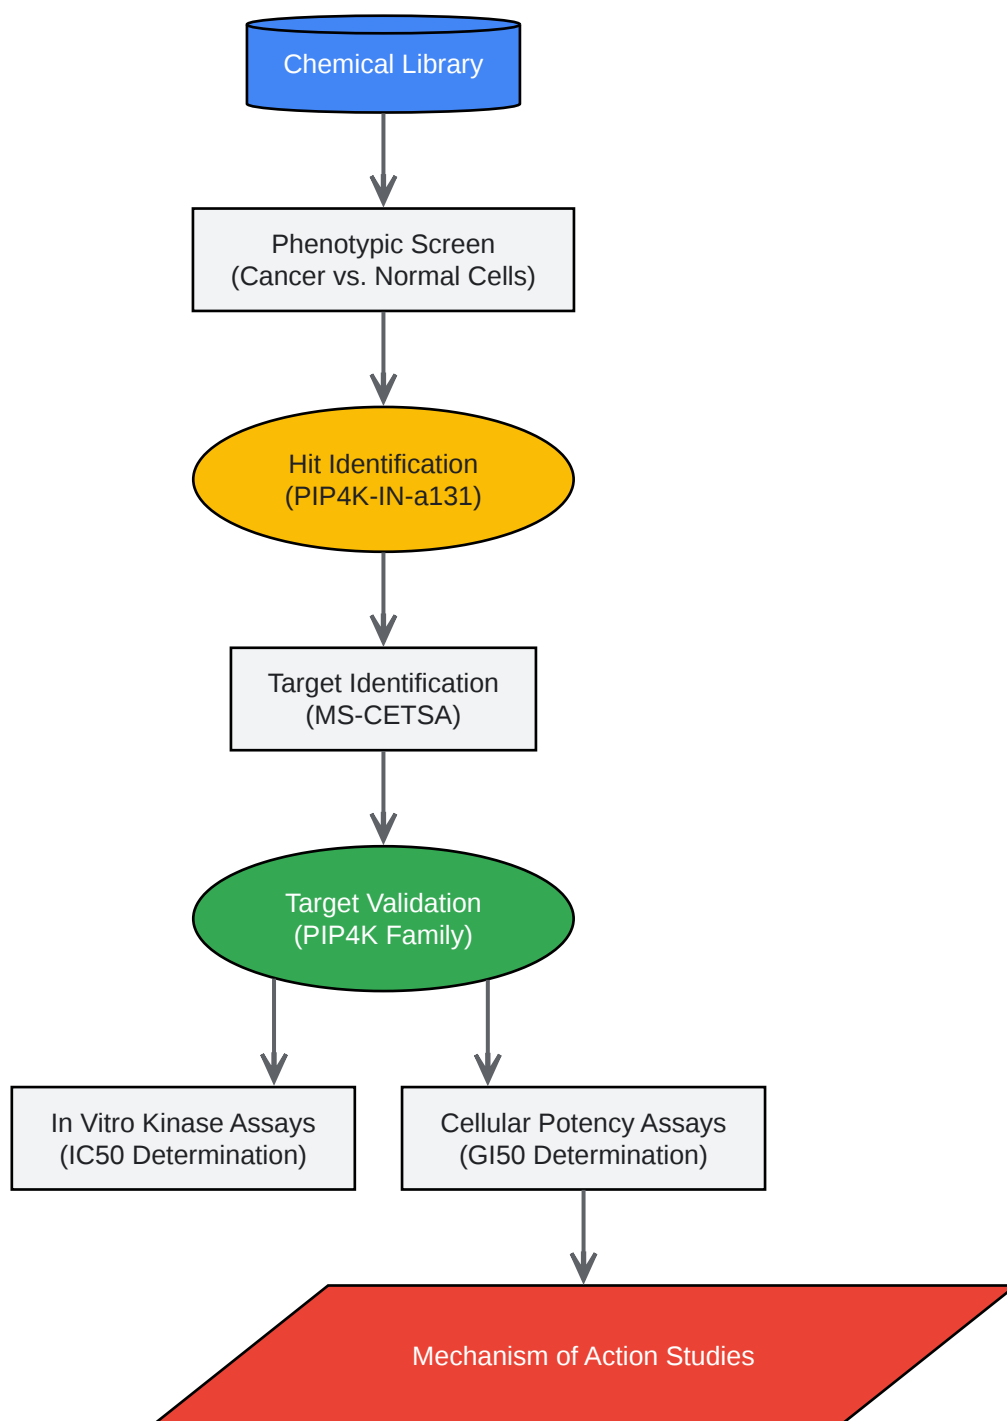 Chemical Library
Phenotypic Screen
(Cancer vs. Normal Cells)
Hit Identification
(PIP4K-IN-a131)
Target Identification
(MS-CETSA)
Target Validation
(PIP4K Family)
In Vitro Kinase Assays
(IC50 Determination)
Cellular Potency Assays
(GI50 Determination)
Mechanism of Action Studies